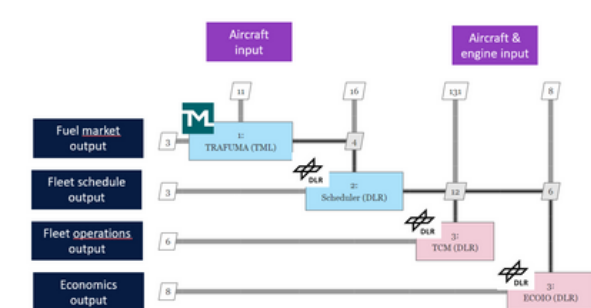 Aircraft
input
Aircraft &
engine input
11
16
131
8
Fuel market
output
3
TML
1:
TRAFUMA (TML)
4
Fleet schedule
output
3
DLR
2:
Scheduler (DLR)
12
6
Fleet operations
output
6
DLR
3:
TCM (DLR)
Economics
output
8
DLR
3:
ECOIO (DLR)